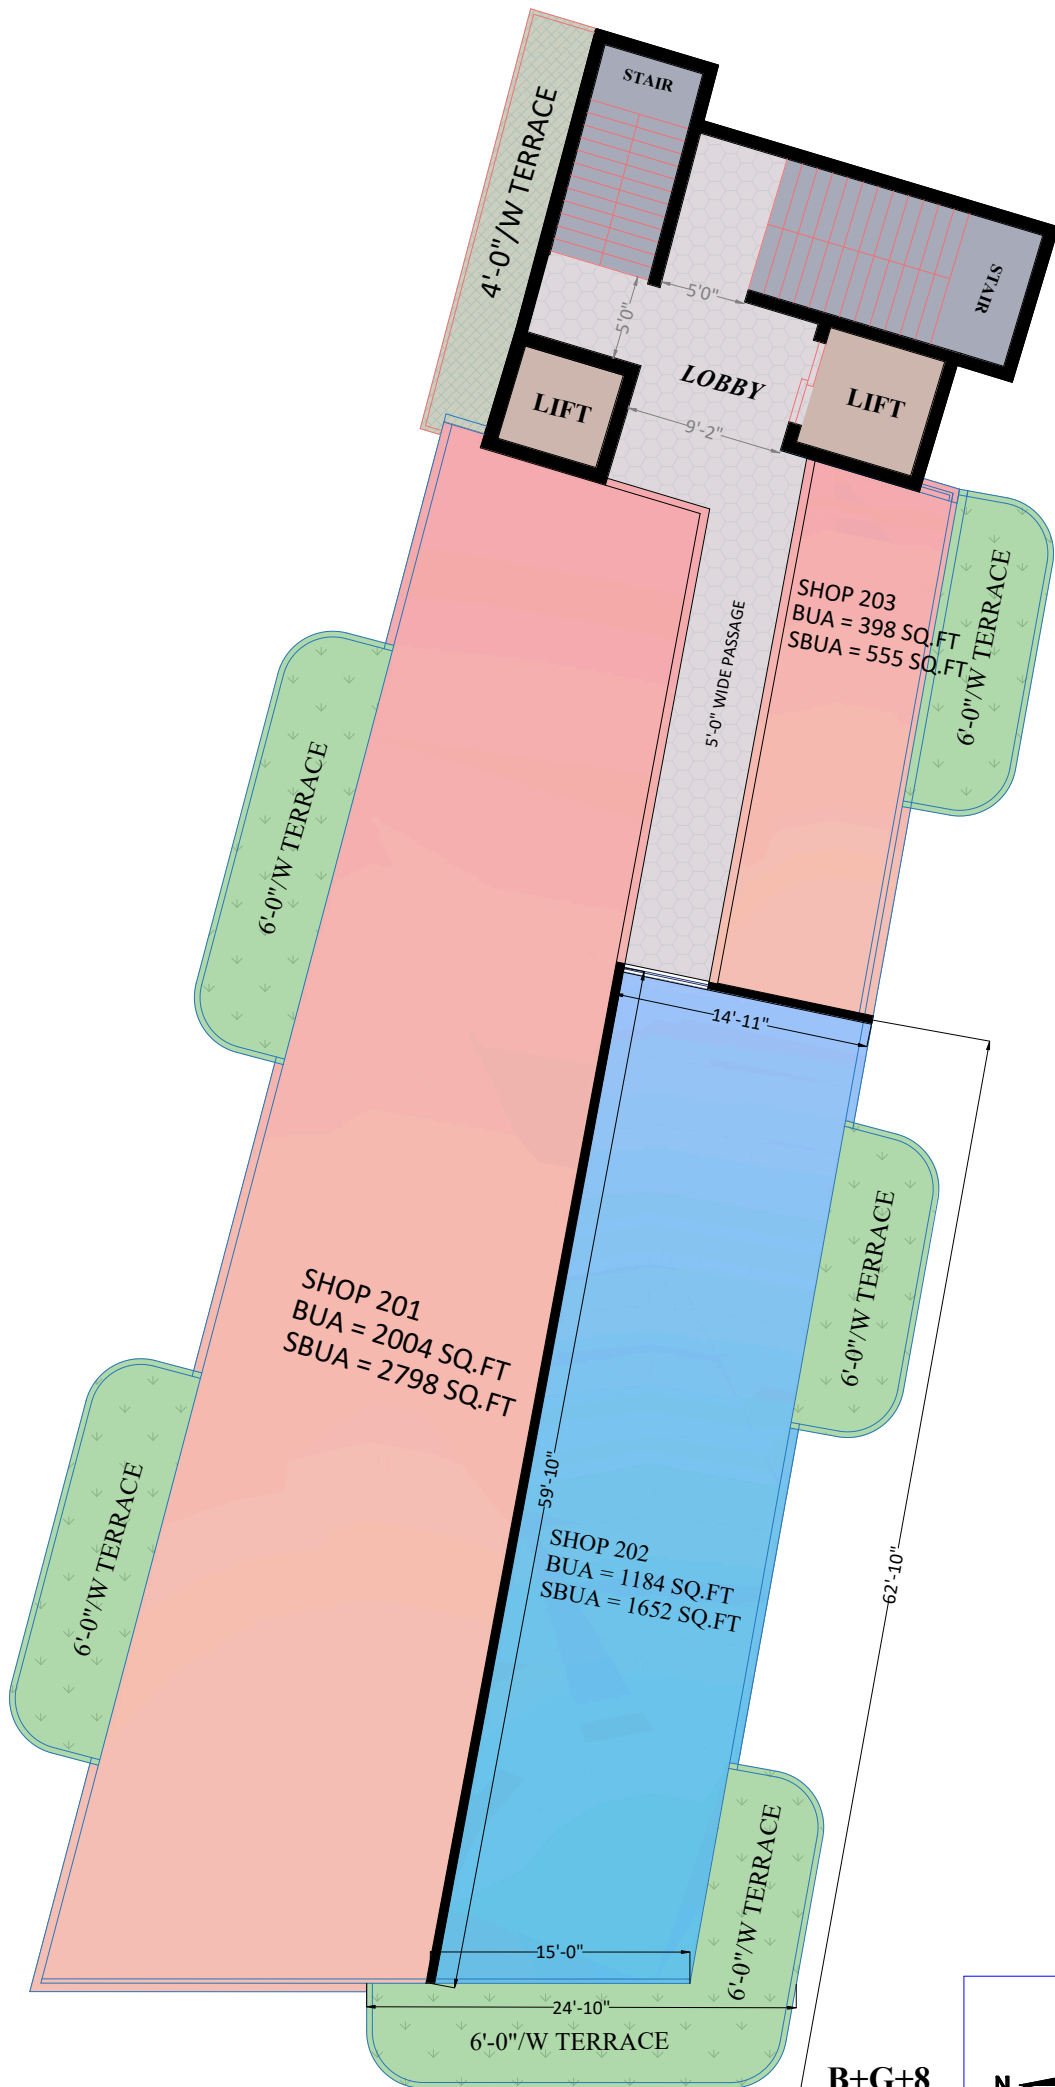 STAIR
4'-0"/W TERRACE
STAIR
5'0"
5'0"
LOBBY
LIFT
LIFT
9'-2"
SHOP 203
BUA = 398 SQ.FT
SBUA = 555 SQ.FT
6'-0"/W TERRACE
5'-0" WIDE PASSAGE
6'-0"/W TERRACE
14'-11"
6'-0"/W TERRACE
SHOP 201
BUA = 2004 SQ.FT
SBUA = 2798 SQ.FT
59'-10"
6'-0"/W TERRACE
SHOP 202
BUA = 1184 SQ.FT
SBUA = 1652 SQ.FT
62'-10"
6'-0"/W TERRACE
15'-0"
24'-10"
6'-0"/W TERRACE
B+G+8
N